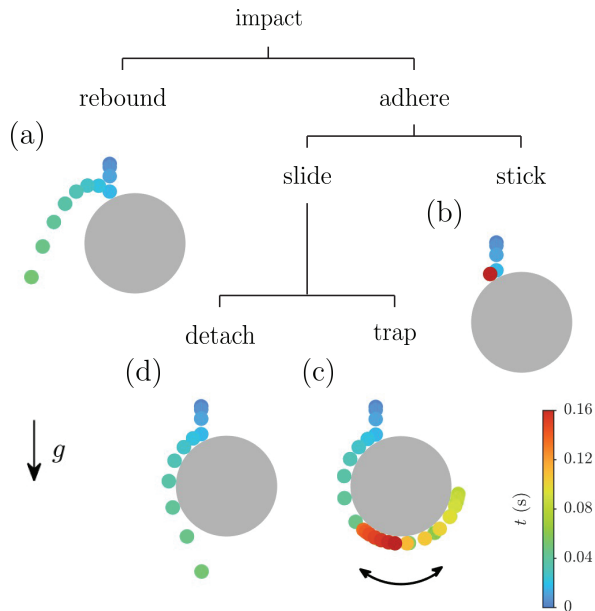 impact
rebound
adhere
(a)
slide
stick
(b)
detach
trap
(d)
(c)
g
0.16
0.12
0.08
0.04
0
t (s)